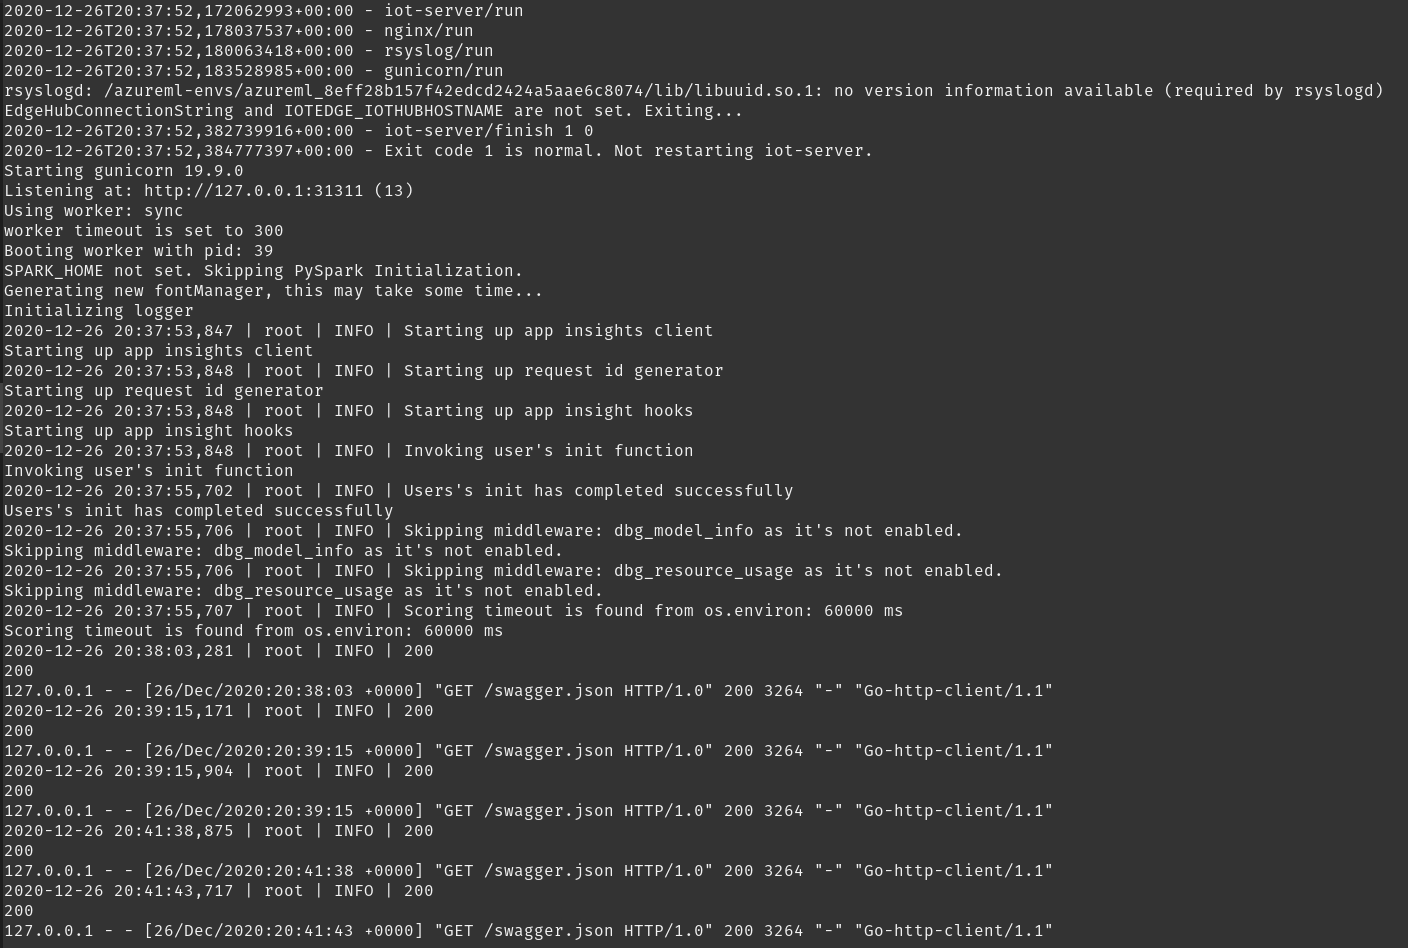 2020-12-26T20:37:52,172062993+00:00 - iot-server/run
2020-12-26T20:37:52,178037537+00:00 - nginx/run
2020-12-26T20:37:52,180063418+00:00 - rsyslog/run
2020-12-26T20:37:52,183528985+00:00 - gunicorn/run
rsyslogd: /azureml-envs/azureml_8eff28b157f42edcd2424a5aae6c8074/lib/libuuid.so.1: no version information available (required by rsyslogd)
EdgeHubConnectionString and IOTEDGE_IOTHUBHOSTNAME are not set. Exiting...
2020-12-26T20:37:52,382739916+00:00 - iot-server/finish 1 0
2020-12-26T20:37:52,384777397+00:00 - Exit code 1 is normal. Not restarting iot-server.
Starting gunicorn 19.9.0
Listening at: http://127.0.0.1:31311 (13)
Using worker: sync
worker timeout is set to 300
Booting worker with pid: 39
SPARK_HOME not set. Skipping PySpark Initialization.
Generating new fontManager, this may take some time...
Initializing logger
2020-12-26 20:37:53,847 | root | INFO | Starting up app insights client
Starting up app insights client
2020-12-26 20:37:53,848 | root | INFO | Starting up request id generator
Starting up request id generator
2020-12-26 20:37:53,848 | root | INFO | Starting up app insight hooks
Starting up app insight hooks
2020-12-26 20:37:53,848 | root | INFO | Invoking user's init function
Invoking user's init function
2020-12-26 20:37:55,702 | root | INFO | Users's init has completed successfully
Users's init has completed successfully
2020-12-26 20:37:55,706 | root | INFO | Skipping middleware: dbg_model_info as it's not enabled.
Skipping middleware: dbg_model_info as it's not enabled.
2020-12-26 20:37:55,706 | root | INFO | Skipping middleware: dbg_resource_usage as it's not enabled.
Skipping middleware: dbg_resource_usage as it's not enabled.
2020-12-26 20:37:55,707 | root | INFO | Scoring timeout is found from os.environ: 60000 ms
Scoring timeout is found from os.environ: 60000 ms
2020-12-26 20:38:03,281 | root | INFO | 200
200
127.0.0.1 - - [26/Dec/2020:20:38:03 +0000] "GET /swagger.json HTTP/1.0" 200 3264 "-" "Go-http-client/1.1"
2020-12-26 20:39:15,171 | root | INFO | 200
200
127.0.0.1 - - [26/Dec/2020:20:39:15 +0000] "GET /swagger.json HTTP/1.0" 200 3264 "-" "Go-http-client/1.1"
2020-12-26 20:39:15,904 | root | INFO | 200
200
127.0.0.1 - - [26/Dec/2020:20:39:15 +0000] "GET /swagger.json HTTP/1.0" 200 3264 "-" "Go-http-client/1.1"
2020-12-26 20:41:38,875 | root | INFO | 200
200
127.0.0.1 - - [26/Dec/2020:20:41:38 +0000] "GET /swagger.json HTTP/1.0" 200 3264 "-" "Go-http-client/1.1"
2020-12-26 20:41:43,717 | root | INFO | 200
200
127.0.0.1 - - [26/Dec/2020:20:41:43 +0000] "GET /swagger.json HTTP/1.0" 200 3264 "-" "Go-http-client/1.1"